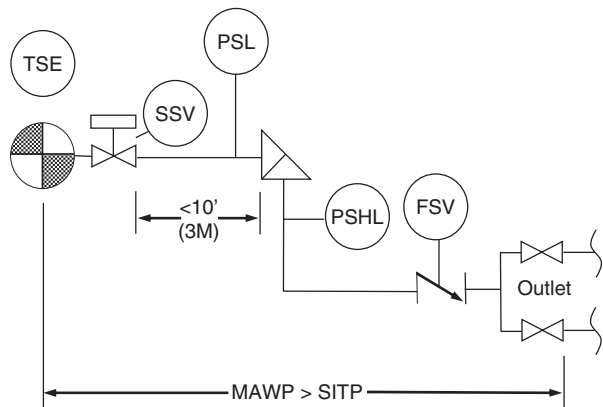 TSE
PSL
SSV
<10'
(3M)
PSHL
FSV
Outlet
MAWP > SITP